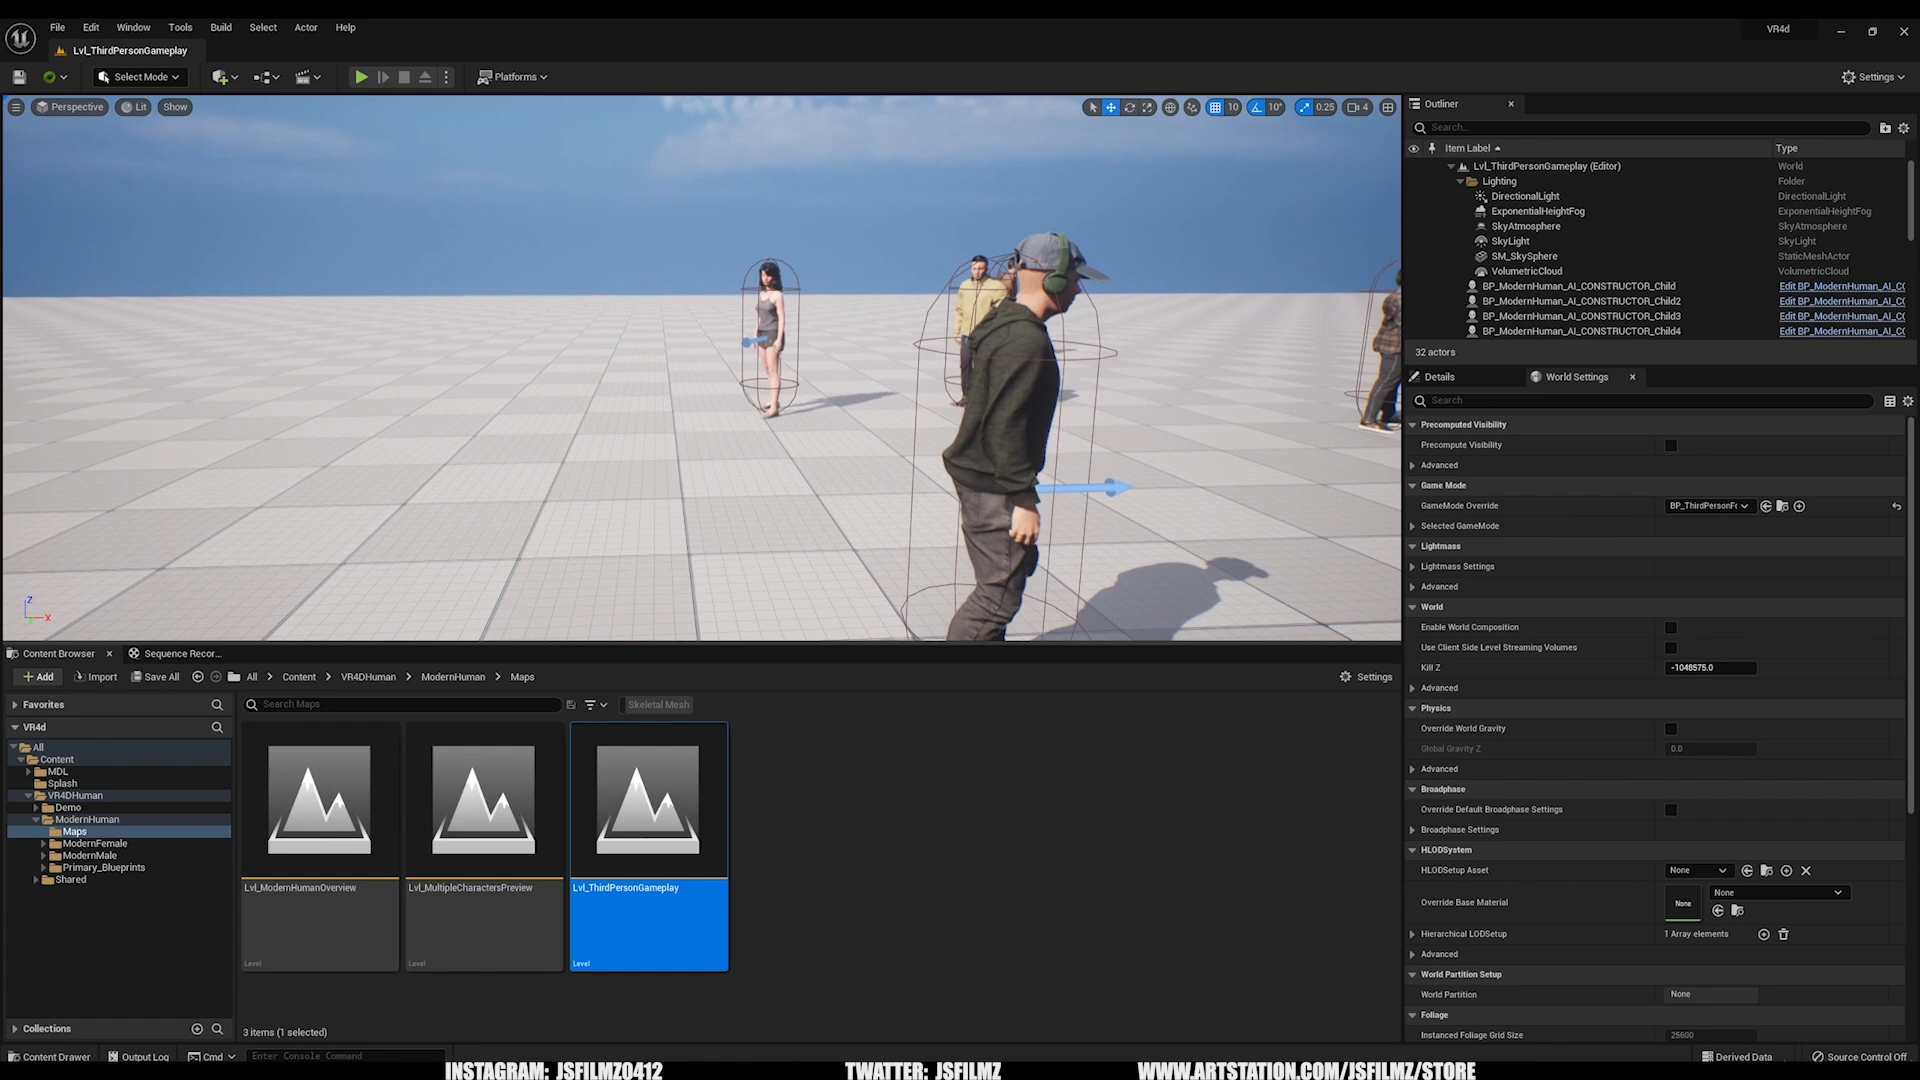 File Edit Window Tools Build Select Actor Help
VR4d
Lvl_ThirdPersonGameplay
Select Mode
Platforms
Settings
Perspective Lit Show
10 10° 0.25 4
Z
X
Outliner
Search...
Item Label Type
Lvl_ThirdPersonGameplay (Editor) World
Lighting Folder
DirectionalLight DirectionalLight
ExponentialHeightFog ExponentialHeightFog
SkyAtmosphere SkyAtmosphere
SkyLight SkyLight
SM_SkySphere StaticMeshActor
VolumetricCloud VolumetricCloud
BP_ModernHuman_AI_CONSTRUCTOR_Child Edit BP_ModernHuman_AI_C(
BP_ModernHuman_AI_CONSTRUCTOR_Child2 Edit BP_ModernHuman_AI_C(
BP_ModernHuman_AI_CONSTRUCTOR_Child3 Edit BP_ModernHuman_AI_C(
BP_ModernHuman_AI_CONSTRUCTOR_Child4 Edit BP_ModernHuman_AI_C(
32 actors
Details World Settings
Search
Precomputed Visibility
Precompute Visibility
Advanced
Game Mode
GameMode Override BP_ThirdPersonF
Selected GameMode
Lightmass
Lightmass Settings
Advanced
World
Enable World Composition
Use Client Side Level Streaming Volumes
Kill Z -1048575.0
Advanced
Physics
Override World Gravity
Global Gravity Z 0.0
Advanced
Broadphase
Override Default Broadphase Settings
Broadphase Settings
HLODSystem
HLODSetup Asset None
Override Base Material None None
Hierarchical LODSetup 1 Array elements
Advanced
World Partition Setup
World Partition None
Foliage
Instanced Foliage Grid Size 25600
Content Browser Sequence Recor...
Add Import Save All All Content VR4DHuman ModernHuman Maps Settings
Favorites
VR4d
All
Content
MDL
Splash
VR4DHuman
Demo
ModernHuman
Maps
ModernFemale
ModernMale
Primary_Blueprints
Shared
Collections
Search Maps Skeletal Mesh
Lvl_ModernHumanOverview Lvl_MultipleCharactersPreview Lvl_ThirdPersonGameplay
Level Level Level
3 items (1 selected)
Content Drawer Output Log Cmd Enter Console Command Derived Data Source Control Off
INSTAGRAM: JSFILMZ0412 TWATTER: JSFILMZ WWW.ARTSTATION.COM/JSFILMZ/STORE